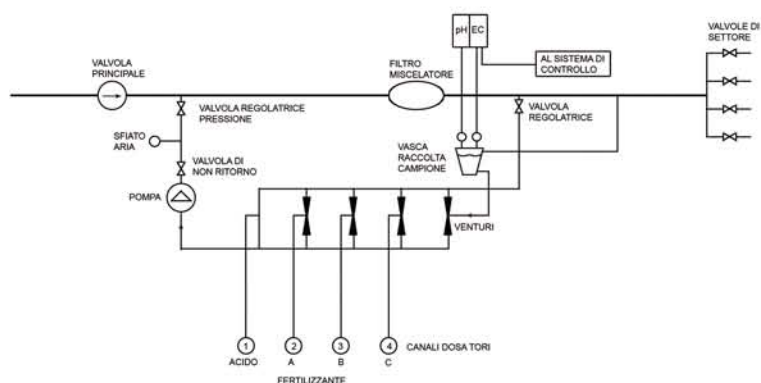 VALVOLE DI
SETTORE
pH EC
VALVOLA
PRINCIPALE
FILTRO
MISCELATORE
AL SISTEMA DI
CONTROLLO
VALVOLA REGOLATRICE
PRESSIONE
VALVOLA
REGOLATRICE
SFIATO
ARIA
VASCA
RACCOLTA
CAMPIONE
VALVOLA DI
NON RITORNO
POMPA
VENTURI
1 2 3 4 CANALI DOSA TORI
ACIDO A B C
FERTILIZZANTE